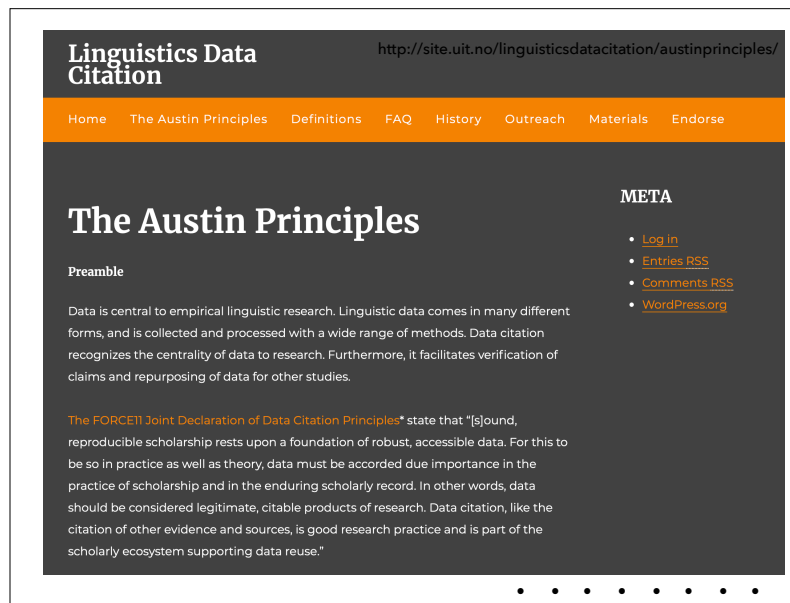 Linguistics Data
Citation
http://site.uit.no/linguisticsdatacitation/austinprinciples/
Home The Austin Principles Definitions FAQ History Outreach Materials Endorse
The Austin Principles
Preamble
Data is central to empirical linguistic research. Linguistic data comes in many different
forms, and is collected and processed with a wide range of methods. Data citation
recognizes the centrality of data to research. Furthermore, it facilitates verification of
claims and repurposing of data for other studies.
The FORCE11 Joint Declaration of Data Citation Principles* state that “[s]ound,
reproducible scholarship rests upon a foundation of robust, accessible data. For this to
be so in practice as well as theory, data must be accorded due importance in the
practice of scholarship and in the enduring scholarly record. In other words, data
should be considered legitimate, citable products of research. Data citation, like the
citation of other evidence and sources, is good research practice and is part of the
scholarly ecosystem supporting data reuse.”
META
• Log in
• Entries RSS
• Comments RSS
• WordPress.org